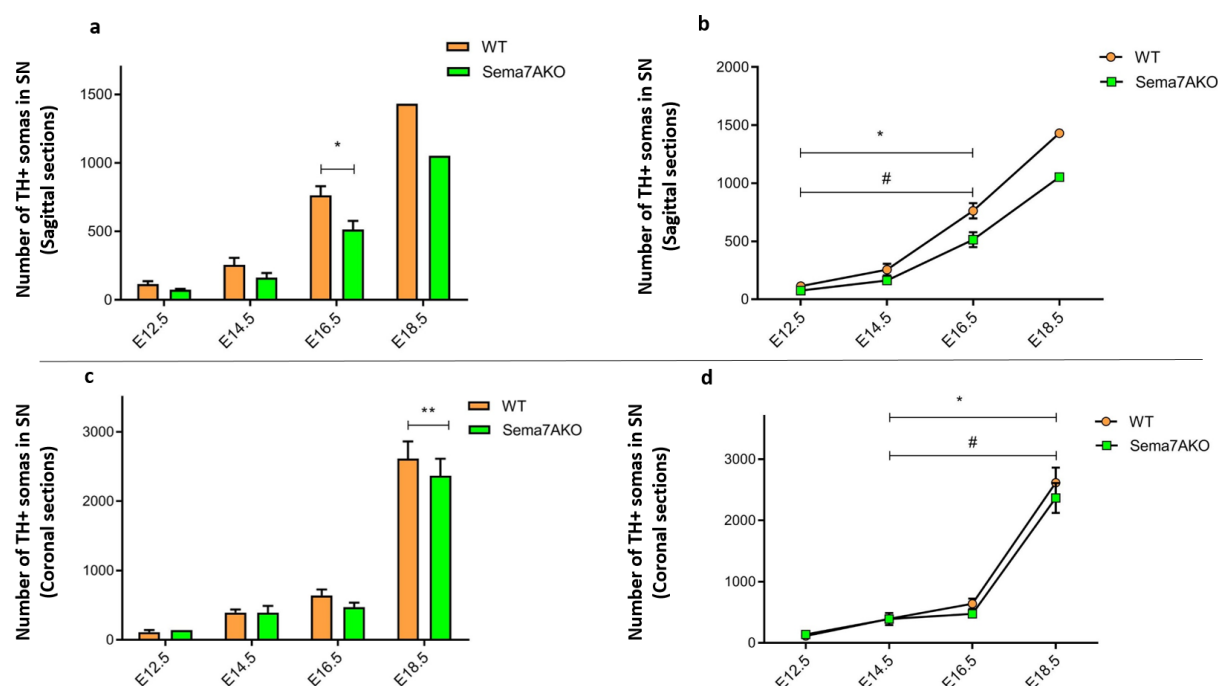 a
WT
Sema7AKO
Number of TH+ somas in SN
(Sagittal sections)
1500
1000
500
0
*
E12.5
E14.5
E16.5
E18.5
b
WT
Sema7AKO
Number of TH+ somas in SN
(Sagittal sections)
2000
1500
1000
500
0
*
#
E12.5
E14.5
E16.5
E18.5
c
WT
Sema7AKO
Number of TH+ somas in SN
(Coronal sections)
3000
2000
1000
0
**
E12.5
E14.5
E16.5
E18.5
d
WT
Sema7AKO
Number of TH+ somas in SN
(Coronal sections)
3000
2000
1000
0
*
#
E12.5
E14.5
E16.5
E18.5